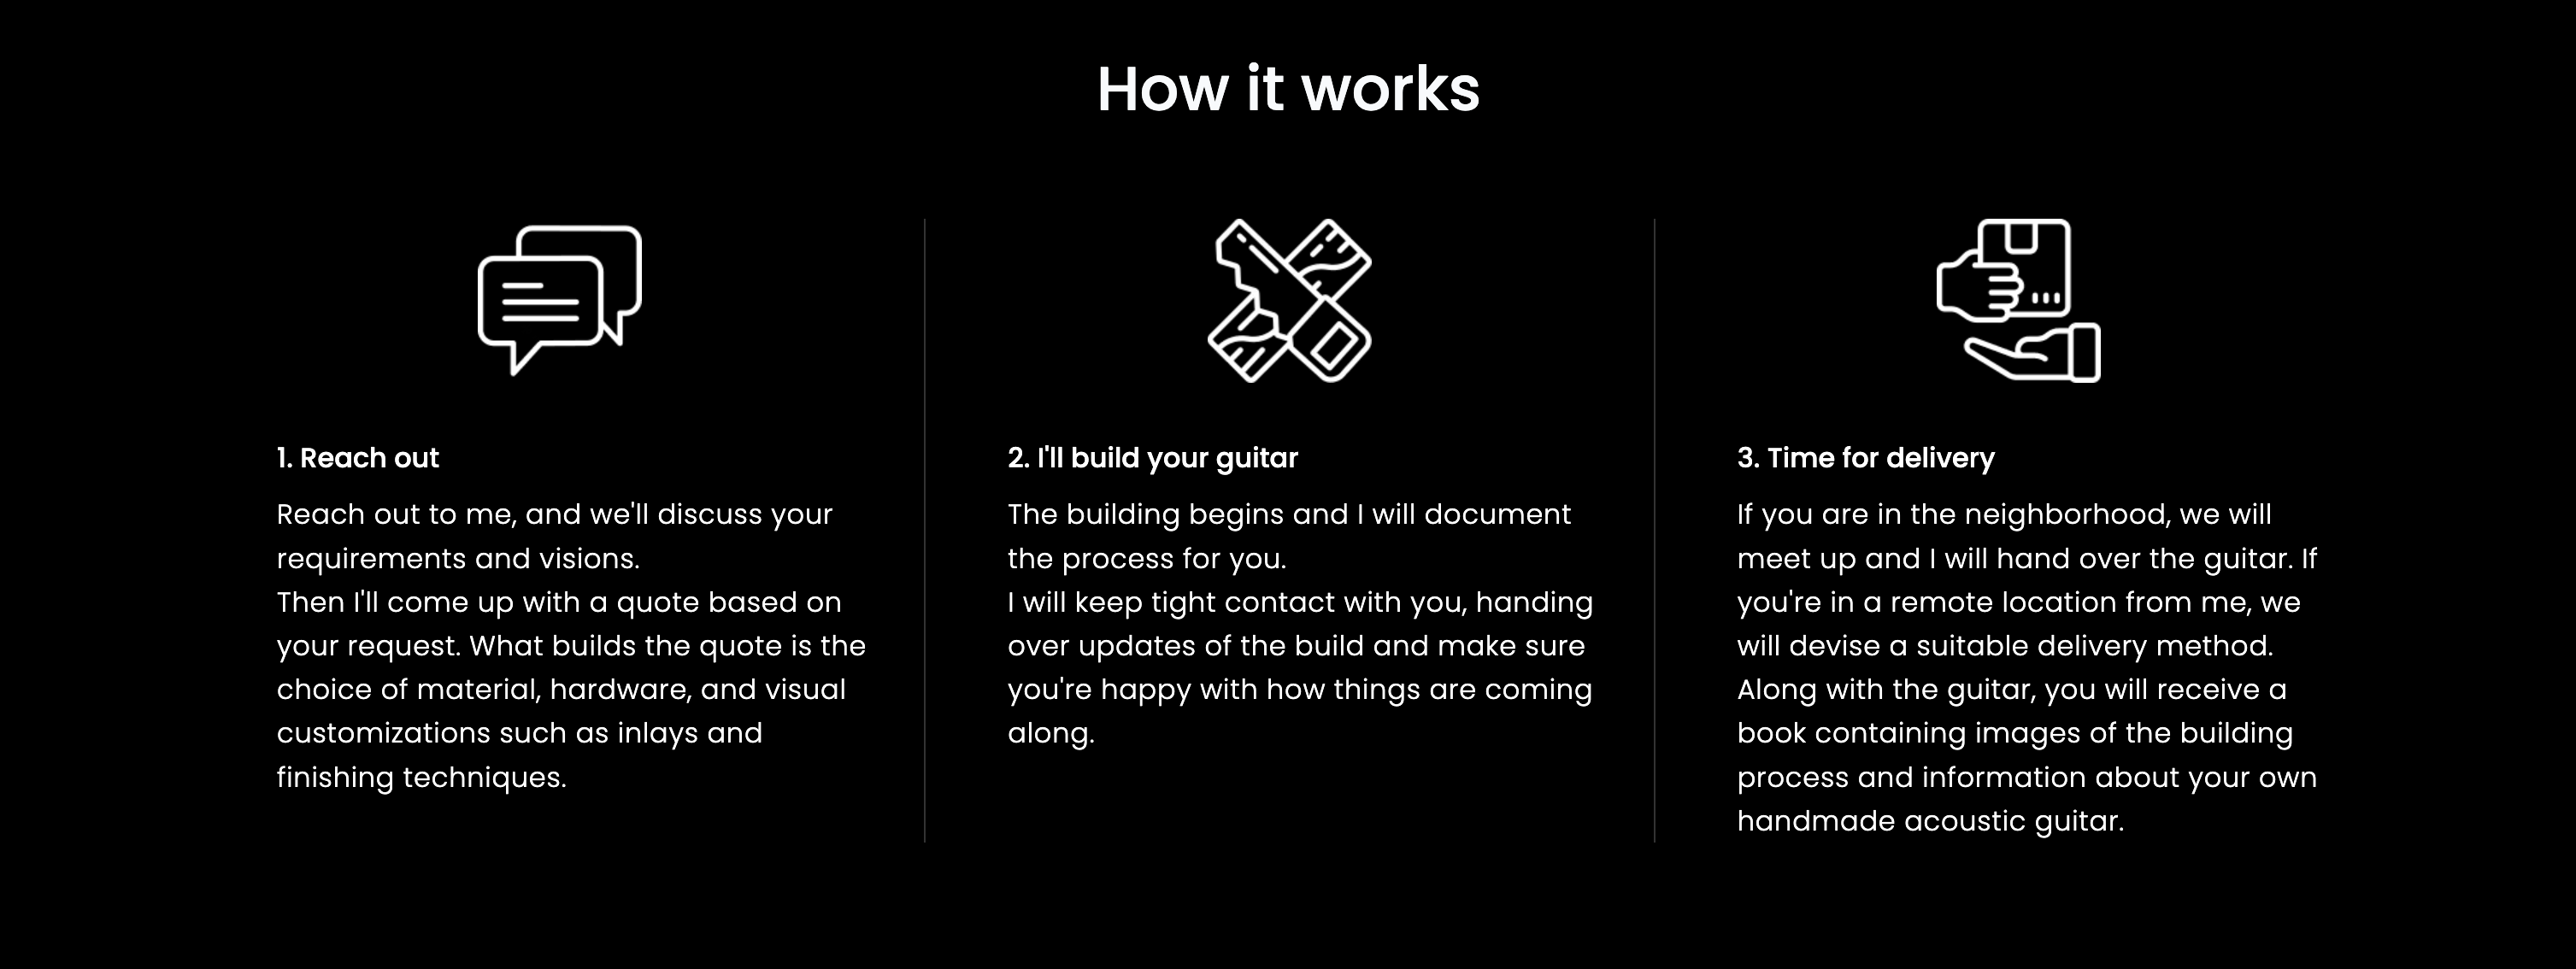 How it works
1. Reach out
Reach out to me, and we'll discuss your
requirements and visions.
Then I'll come up with a quote based on
your request. What builds the quote is the
choice of material, hardware, and visual
customizations such as inlays and
finishing techniques.
2. I'll build your guitar
The building begins and I will document
the process for you.
I will keep tight contact with you, handing
over updates of the build and make sure
you're happy with how things are coming
along.
3. Time for delivery
If you are in the neighborhood, we will
meet up and I will hand over the guitar. If
you're in a remote location from me, we
will devise a suitable delivery method.
Along with the guitar, you will receive a
book containing images of the building
process and information about your own
handmade acoustic guitar.